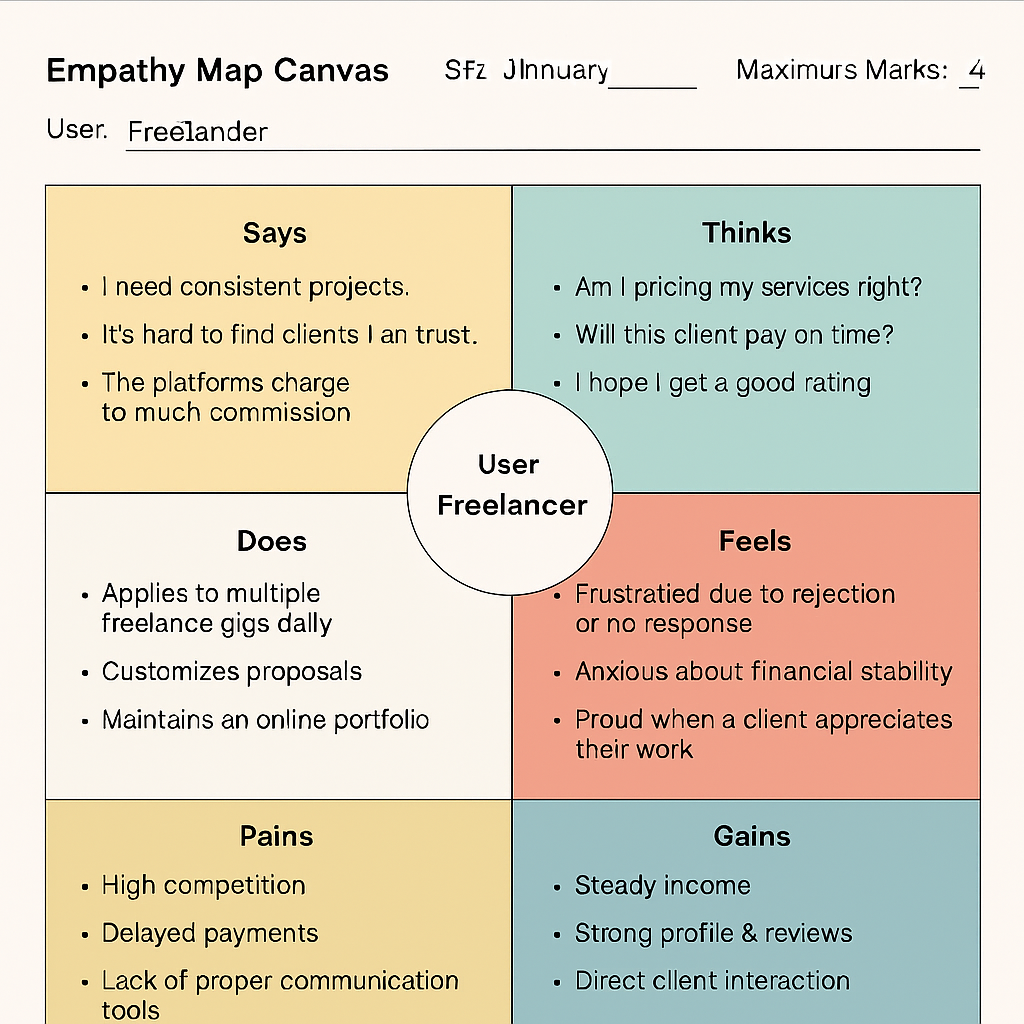 Empathy Map Canvas
SFz JInnuary
Maximurs Marks: 4
User. Freelander
Says
• I need consistent projects.
• It's hard to find clients I an trust.
• The platforms charge
to much commission
Thinks
• Am I pricing my services right?
• Will this client pay on time?
• I hope I get a good rating
User
Freelancer
Does
• Applies to multiple
freelance gigs dally
• Customizes proposals
• Maintains an online portfolio
Feels
• Frustratied due to rejection
or no response
• Anxious about financial stability
• Proud when a client appreciates
their work
Pains
• High competition
• Delayed payments
• Lack of proper communication
tools
Gains
• Steady income
• Strong profile & reviews
• Direct cllent interaction